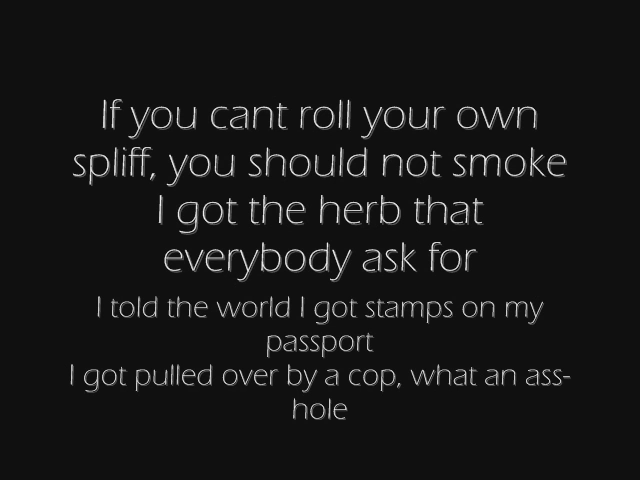 If you cant roll your own
spliff, you should not smoke
I got the herb that
everybody ask for
I told the world I got stamps on my
passport
I got pulled over by a cop, what an ass-
hole